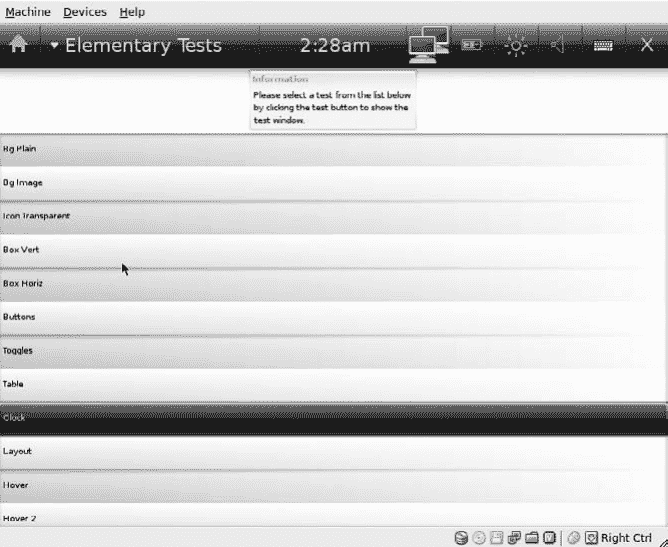 Machine Devices Help
Elementary Tests 2:28am X
Information
Please select a test from the list below
by clicking the test button to show the
test window.
Bg Plain
Bg Image
Icon Transparent
Box Vert
Box Horiz
Buttons
Toggles
Table
Clock
Layout
Hover
Hover 2
Right Ctrl